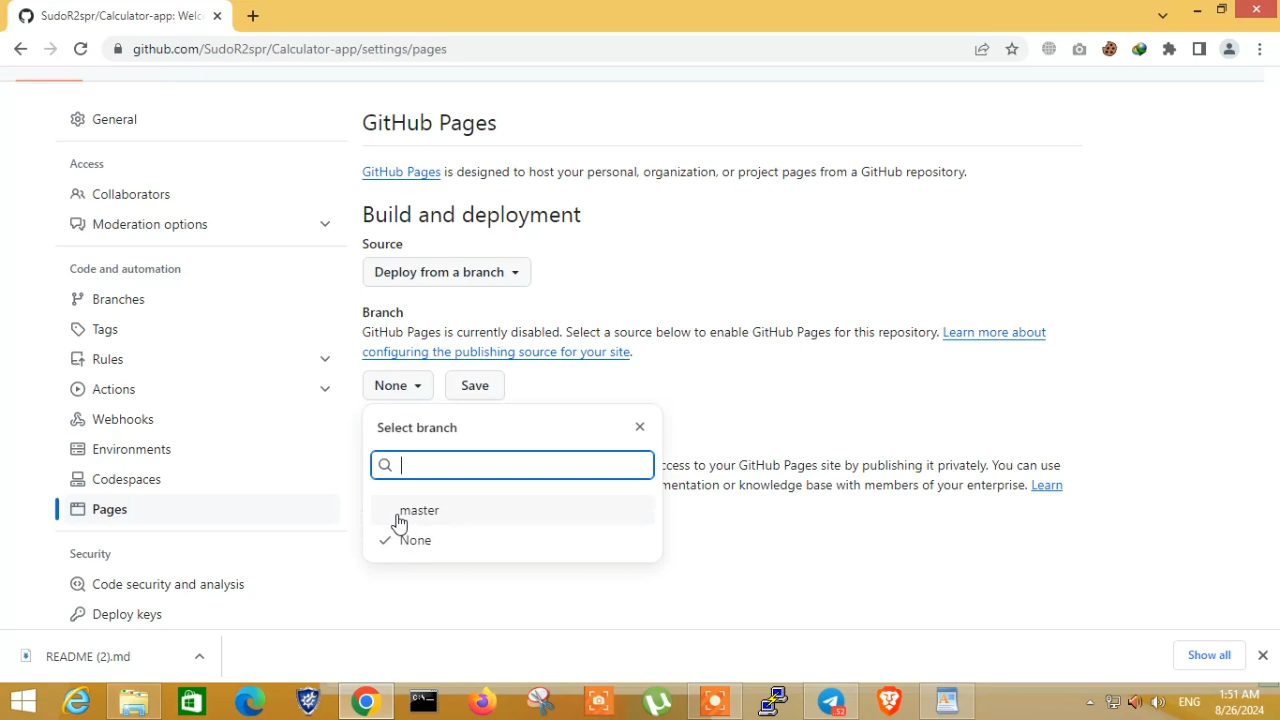 SudoR2spr/Calculator-app: Welc
github.com/SudoR2spr/Calculator-app/settings/pages
General
Access
Collaborators
Moderation options
Code and automation
Branches
Tags
Rules
Actions
Webhooks
Environments
Codespaces
Pages
Security
Code security and analysis
Deploy keys
GitHub Pages
GitHub Pages is designed to host your personal, organization, or project pages from a GitHub repository.
Build and deployment
Source
Deploy from a branch
Branch
GitHub Pages is currently disabled. Select a source below to enable GitHub Pages for this repository. Learn more about
configuring the publishing source for your site.
None
Save
Select branch
master
None
ccess to your GitHub Pages site by publishing it privately. You can use
mentation or knowledge base with members of your enterprise. Learn
README (2).md
Show all
ENG
1:51 AM
8/26/2024